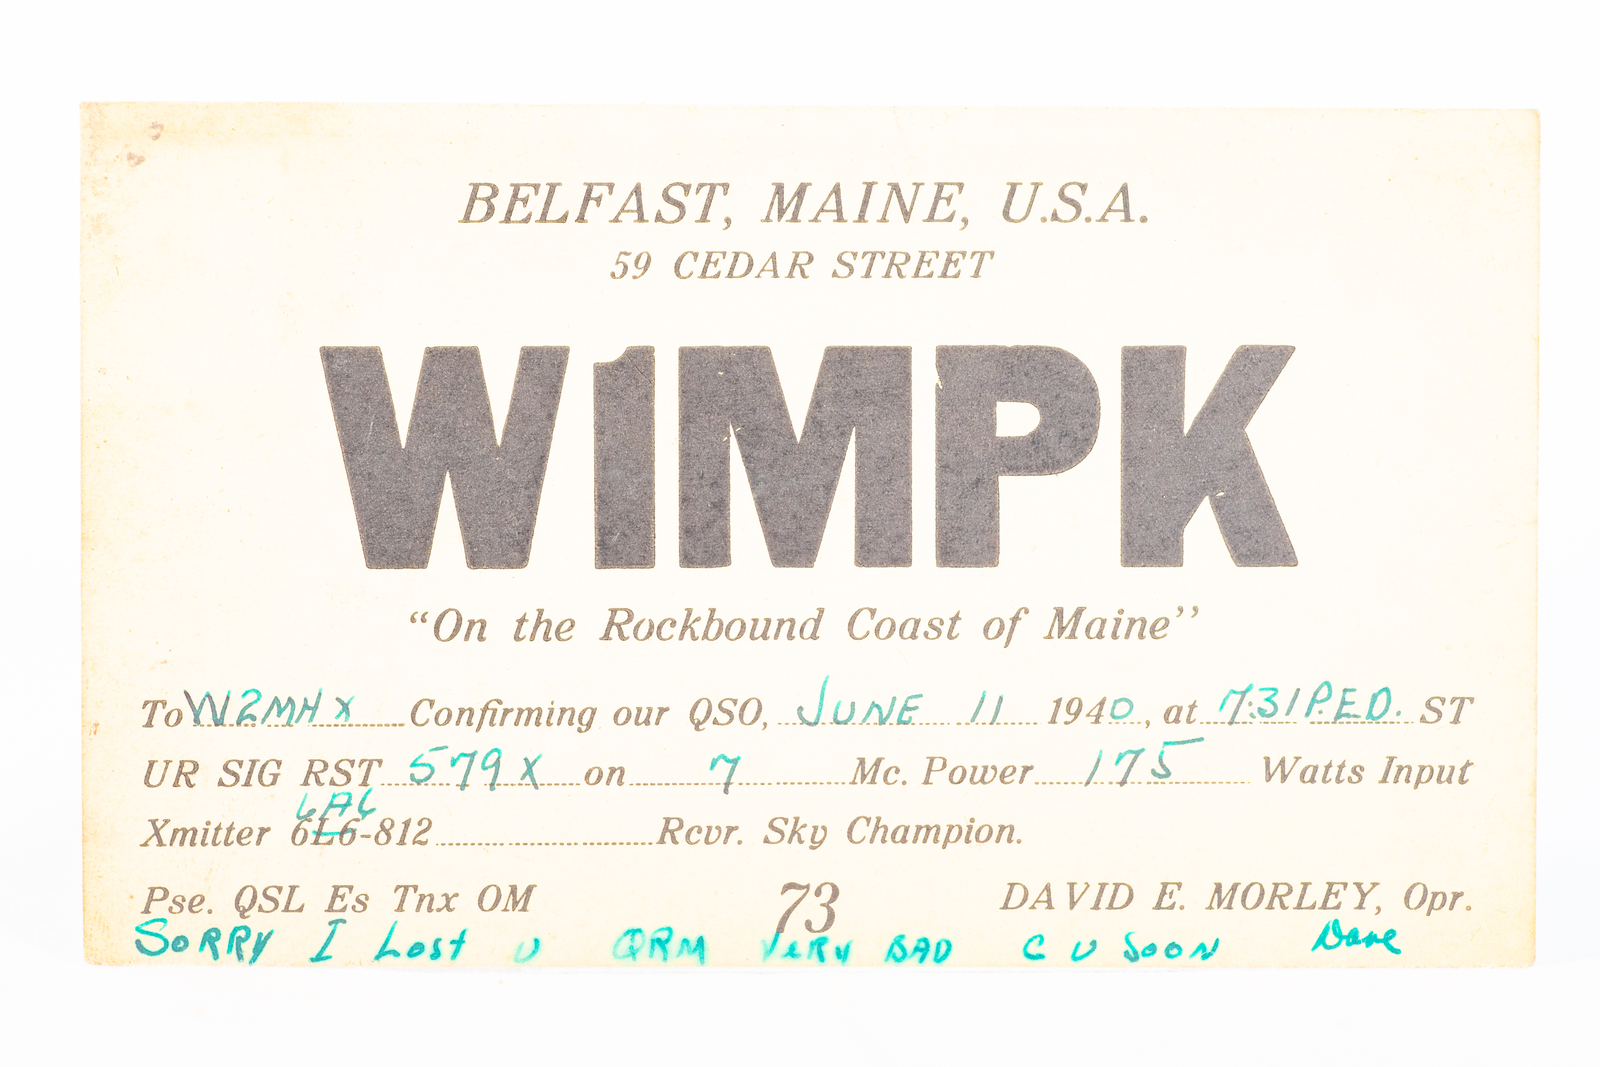 BELFAST, MAINE, U.S.A.
59 CEDAR STREET
W1MPK
“On the Rockbound Coast of Maine”
To W2MHX Confirming our QSO, JUNE 11 1940, at 7:31 P.E.D. ST
UR SIG RST 579X on 7 Mc. Power 175 Watts Input
6A6
Xmitter 6L6-812 Rcvr. Sky Champion.
Pse. QSL Es Tnx OM 73 DAVID E. MORLEY, Opr.
SORRY I Lost U QRM VERY BAD C U SOON Dave